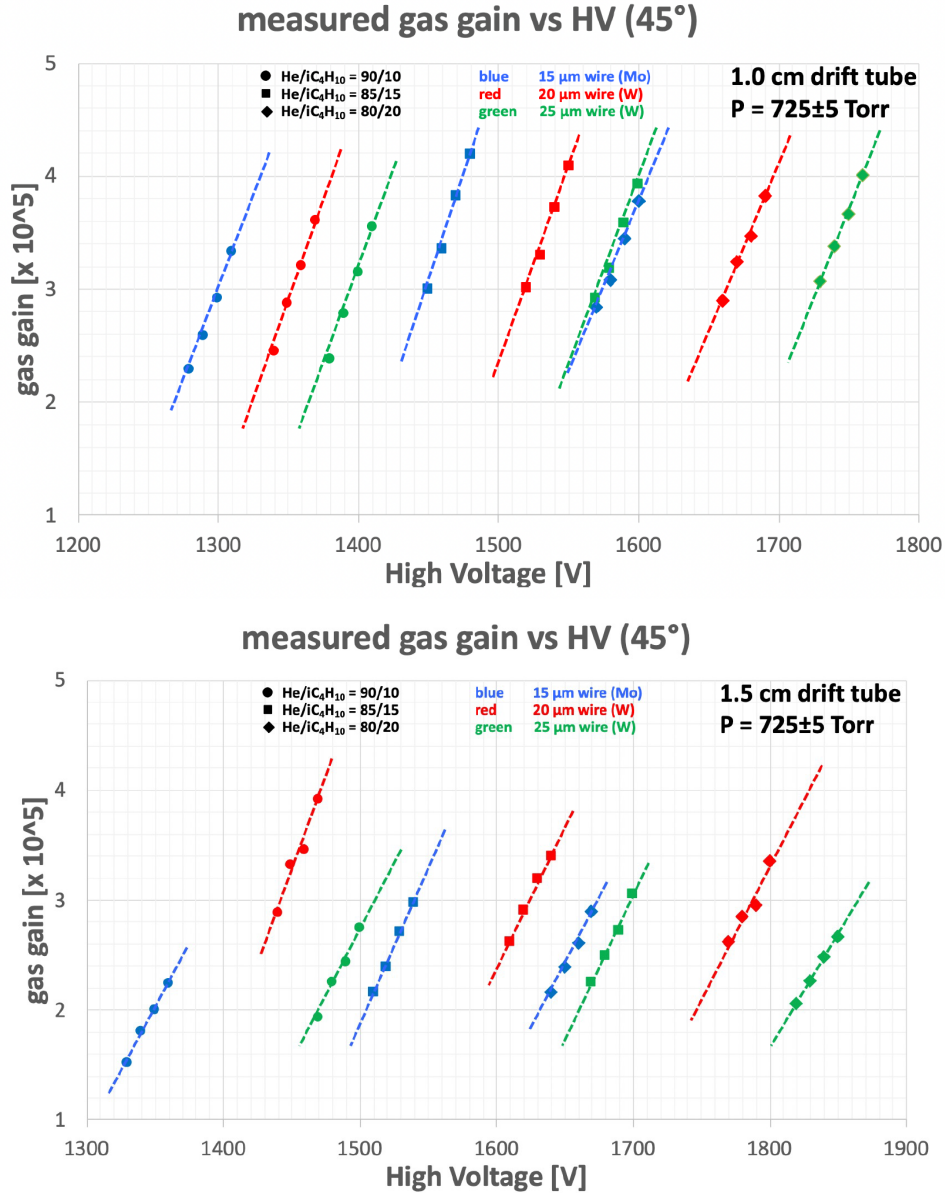 measured gas gain vs HV (45°)
He/iC₄H₁₀ = 90/10 blue 15 µm wire (Mo)
He/iC₄H₁₀ = 85/15 red 20 µm wire (W)
He/iC₄H₁₀ = 80/20 green 25 µm wire (W)
1.0 cm drift tube
P = 725±5 Torr
gas gain [x 10^5]
5
4
3
2
1
1200 1300 1400 1500 1600 1700 1800
High Voltage [V]
measured gas gain vs HV (45°)
He/iC₄H₁₀ = 90/10 blue 15 µm wire (Mo)
He/iC₄H₁₀ = 85/15 red 20 µm wire (W)
He/iC₄H₁₀ = 80/20 green 25 µm wire (W)
1.5 cm drift tube
P = 725±5 Torr
gas gain [x 10^5]
5
4
3
2
1
1300 1400 1500 1600 1700 1800 1900
High Voltage [V]